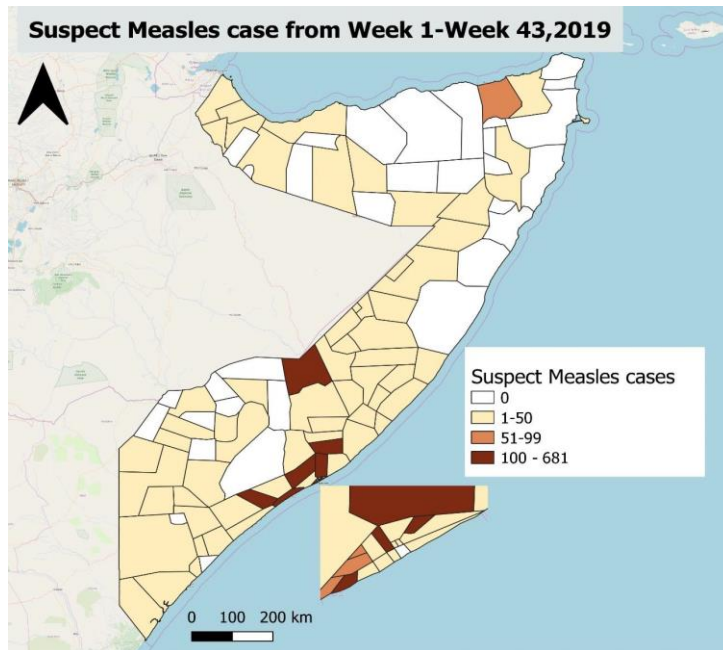 Suspect Measles case from Week 1-Week 43,2019
Suspect Measles cases
0
1-50
51-99
100 - 681
0 100 200 km